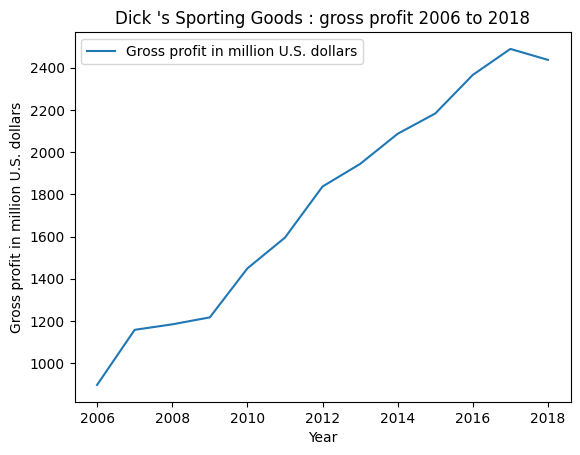 Dick 's Sporting Goods : gross profit 2006 to 2018
Gross profit in million U.S. dollars
Gross profit in million U.S. dollars
2400
2200
2000
1800
1600
1400
1200
1000
2006 2008 2010 2012 2014 2016 2018
Year